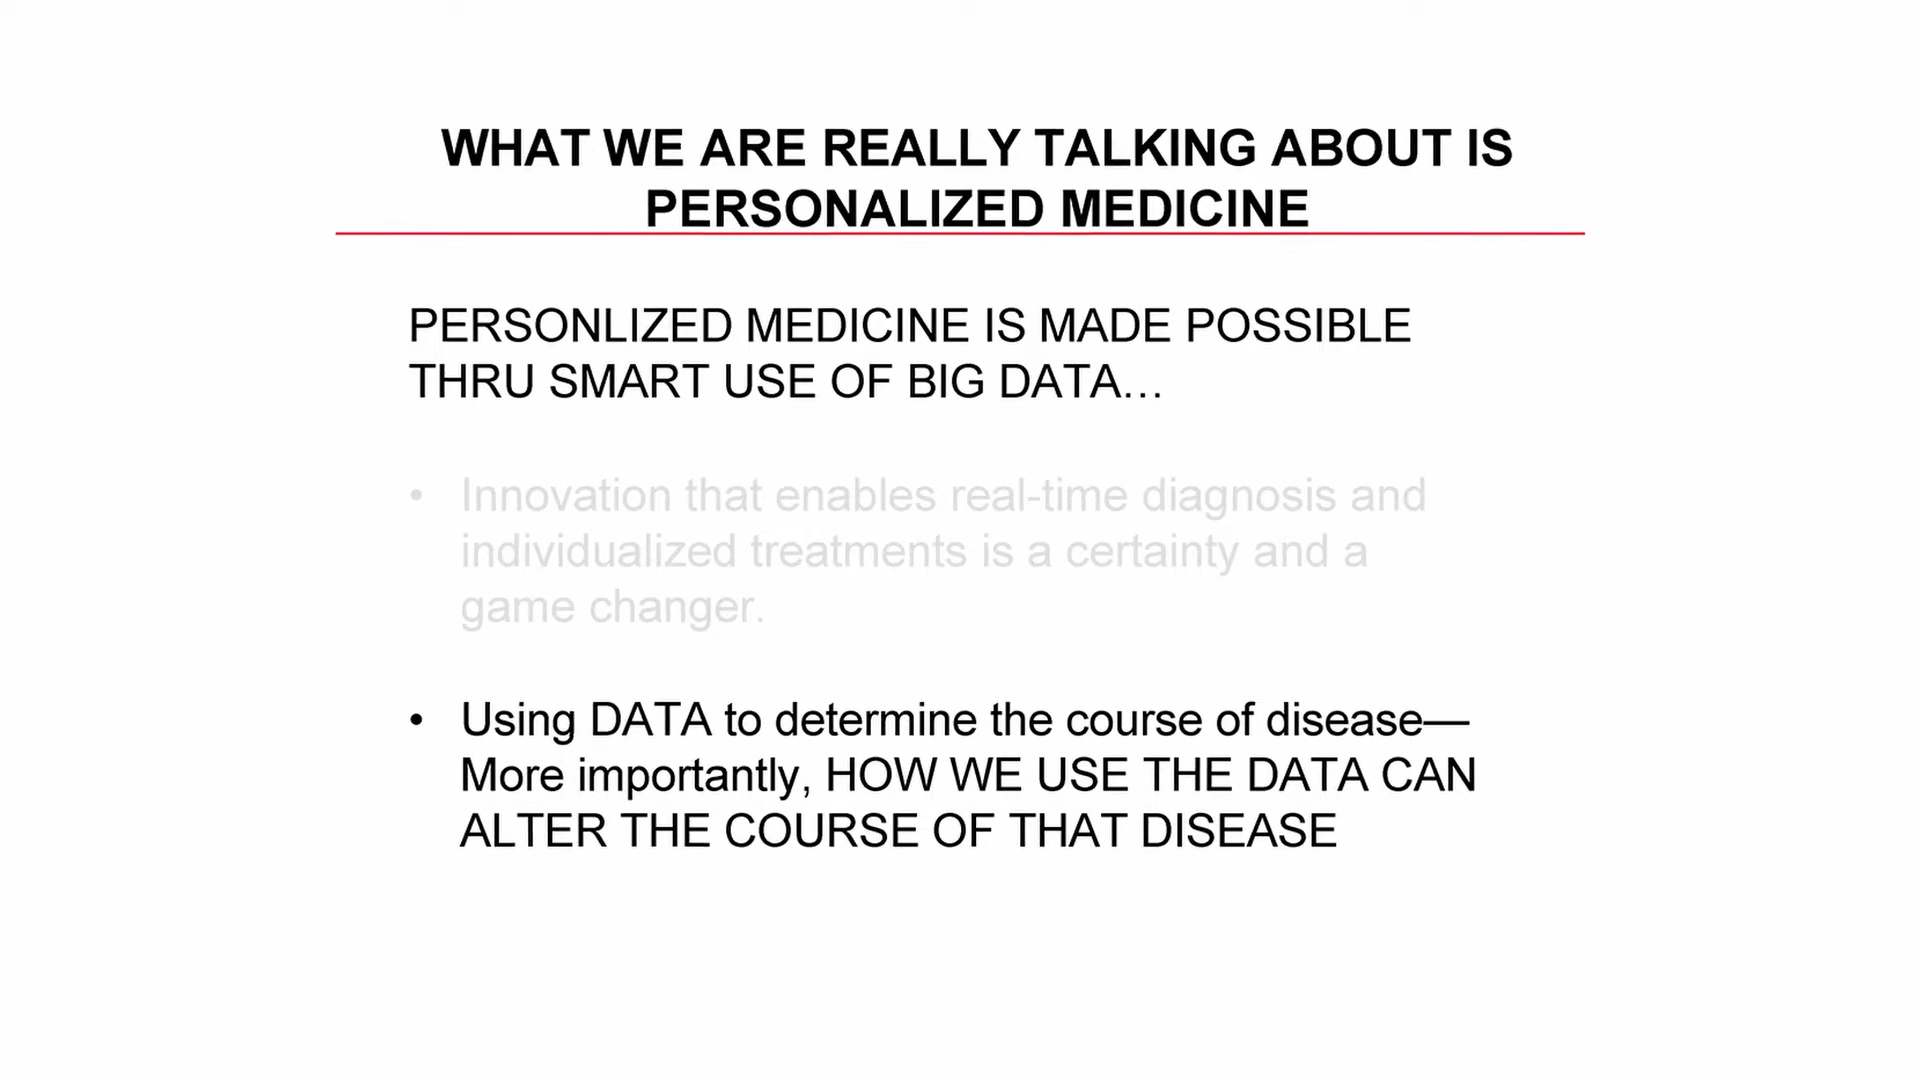 WHAT WE ARE REALLY TALKING ABOUT IS
PERSONALIZED MEDICINE
PERSONLIZED MEDICINE IS MADE POSSIBLE
THRU SMART USE OF BIG DATA…
• Innovation that enables real-time diagnosis and
individualized treatments is a certainty and a
game changer.
• Using DATA to determine the course of disease—
More importantly, HOW WE USE THE DATA CAN
ALTER THE COURSE OF THAT DISEASE